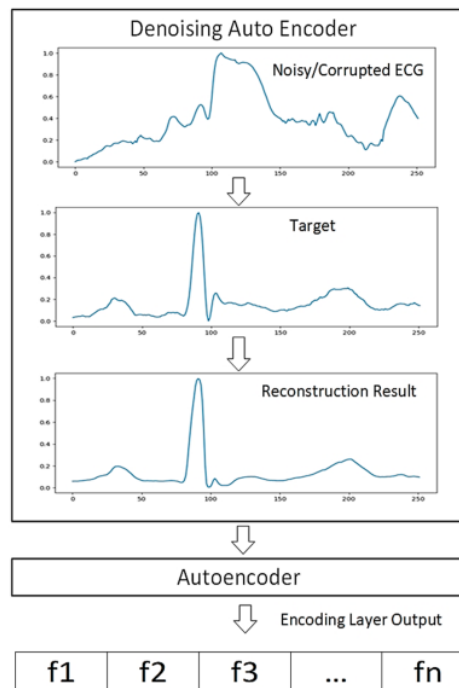 Denoising Auto Encoder
Noisy/Corrupted ECG
1.0
0.8
0.6
0.4
0.2
0.0
0 50 100 150 200 250
Target
1.0
0.8
0.6
0.4
0.2
0.0
0 50 100 150 200 250
Reconstruction Result
1.0
0.8
0.6
0.4
0.2
0.0
0 50 100 150 200 250
Autoencoder
Encoding Layer Output
f1 f2 f3 ... fn